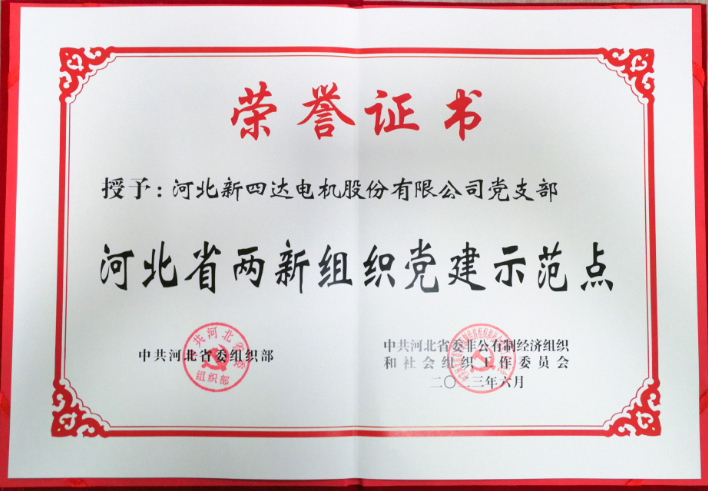 荣誉证书
授予：河北新四达电机股份有限公司党支部
河北省两新组织党建示范点
中共河北省委组织部
组织部
中共河北省委非公有制经济组织
和社会组织工作委员会
二〇二三年六月